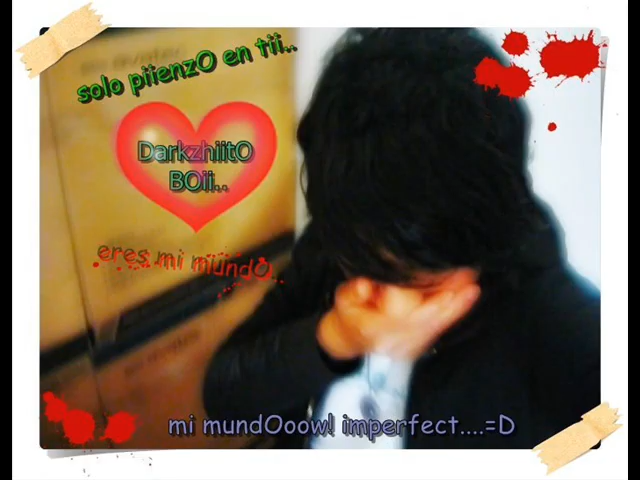 solo piienzO en tii..
DarkzhiitO
BOii..
eres mi mundO...
mi mundOoow! imperfect....=D